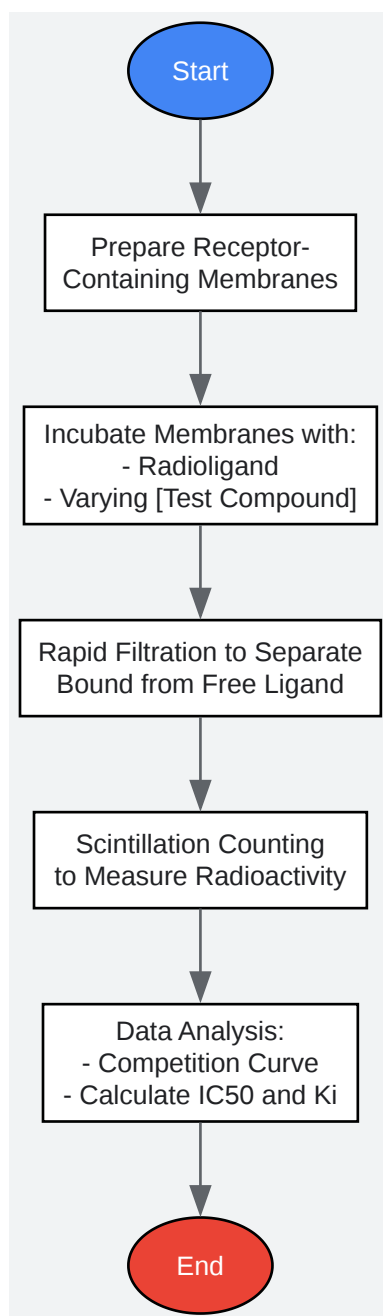 Start
Prepare Receptor-
Containing Membranes
Incubate Membranes with:
- Radioligand
- Varying [Test Compound]
Rapid Filtration to Separate
Bound from Free Ligand
Scintillation Counting
to Measure Radioactivity
Data Analysis:
- Competition Curve
- Calculate IC50 and Ki
End